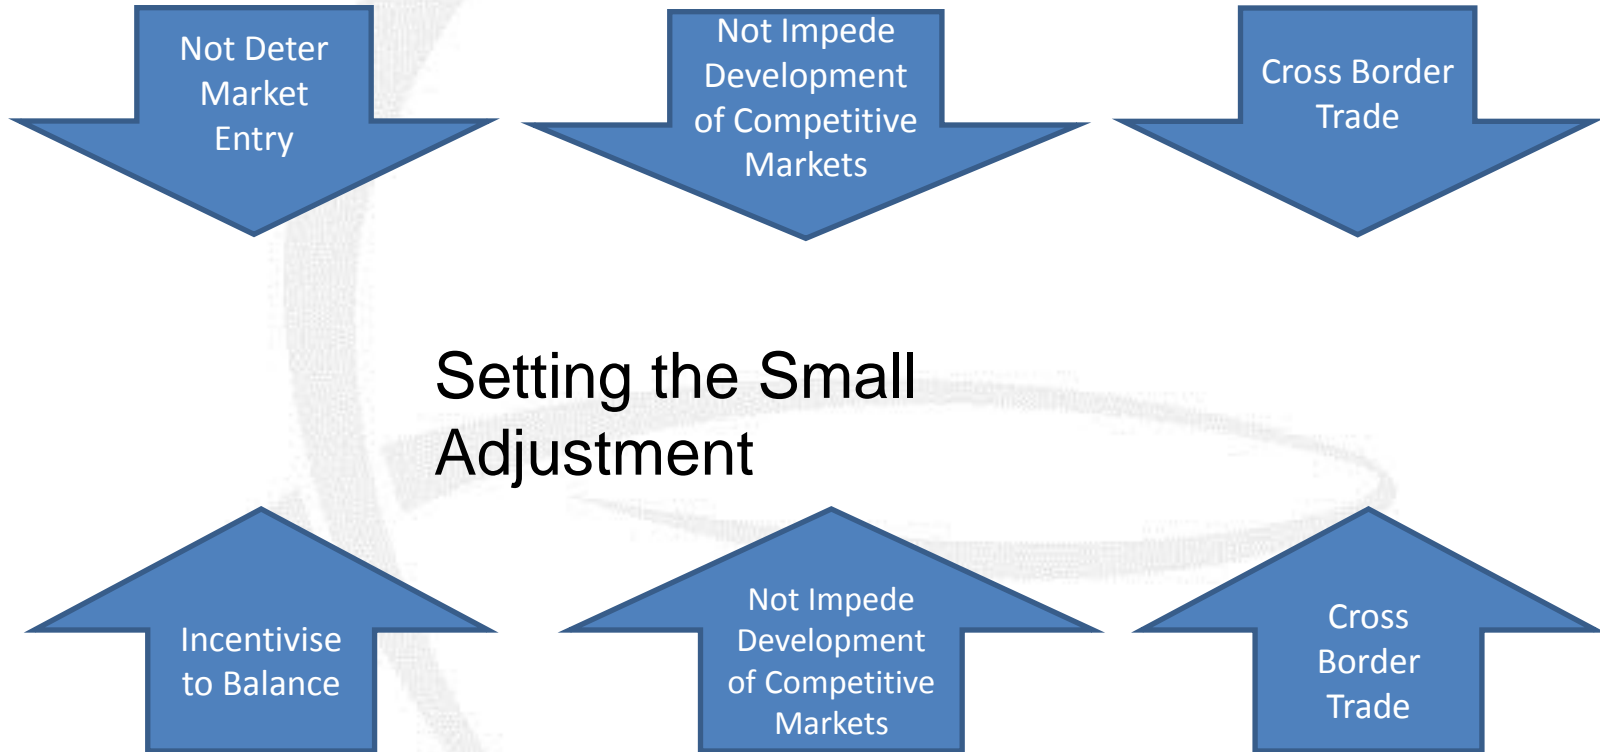 Not Deter
Market
Entry
Not Impede
Development
of Competitive
Markets
Cross Border
Trade
Setting the Small
Adjustment
Incentivise
to Balance
Not Impede
Development
of Competitive
Markets
Cross
Border
Trade